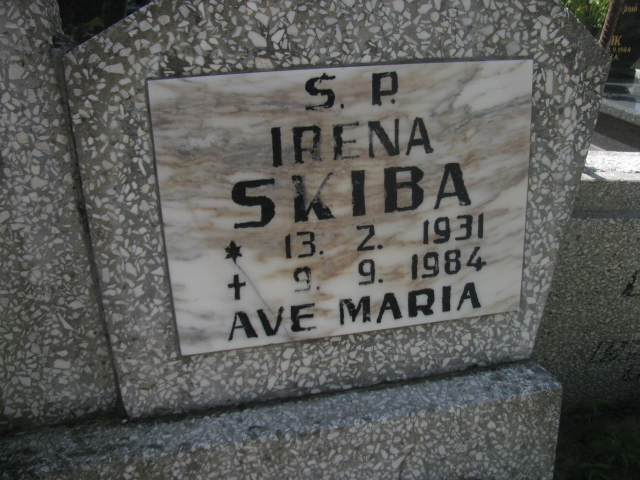 Ś. P.
IRENA
SKIBA
* 13. 2. 1931
✝ 9. 9. 1984
AVE MARIA